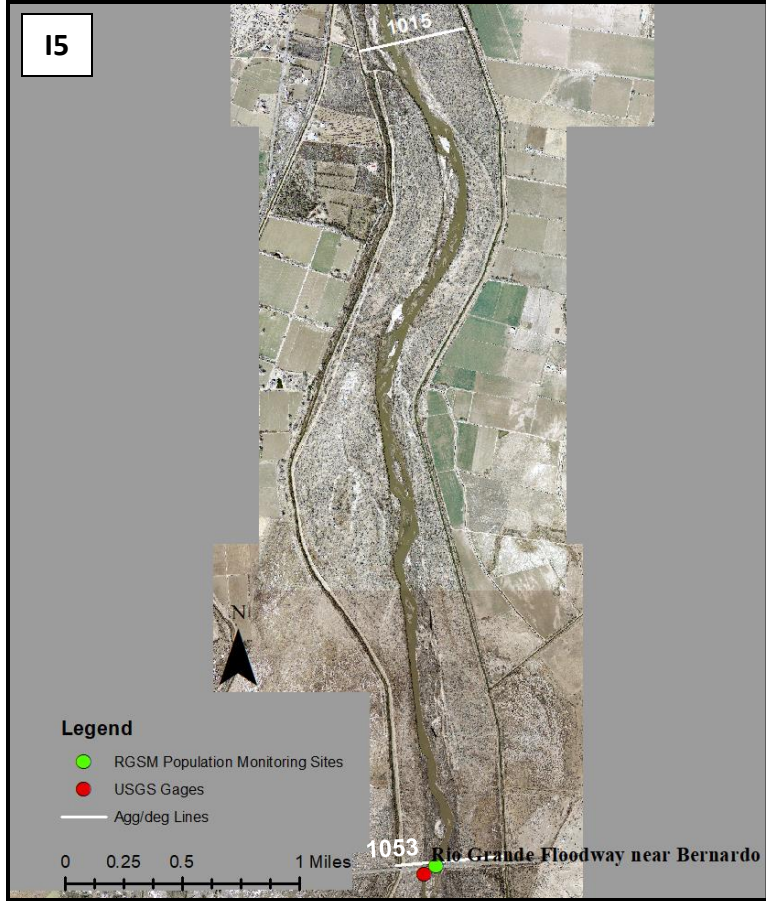 I5
1015
N
Legend
RGSM Population Monitoring Sites
USGS Gages
Agg/deg Lines
0 0.25 0.5 1 Miles
1053
Rio Grande Floodway near Bernardo